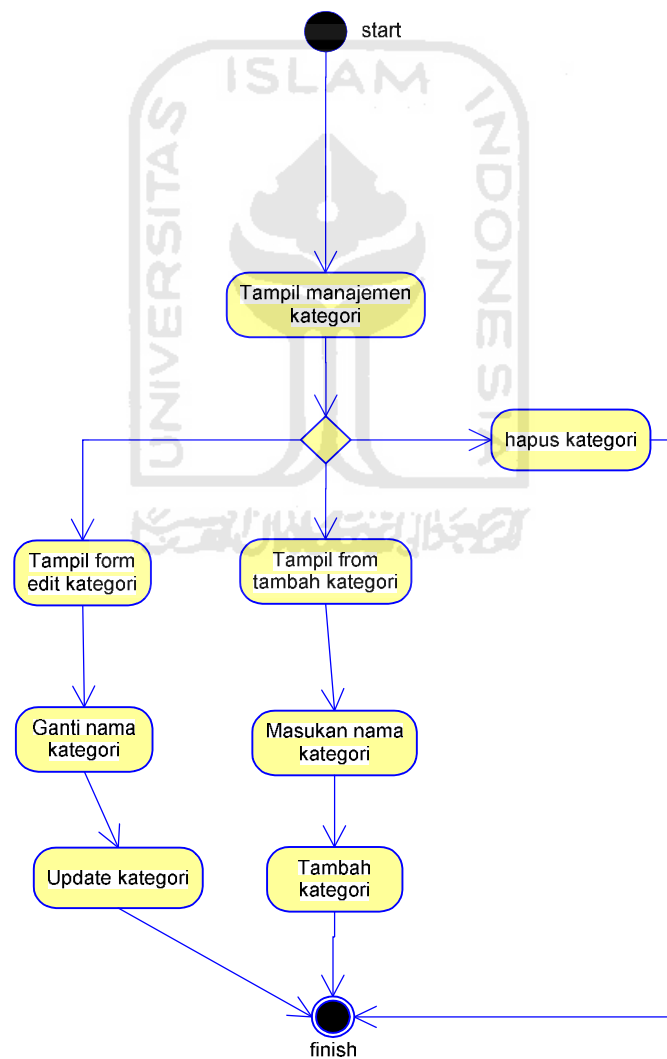 start
ISLAM
UNIVERSITAS
INDONESIA
Tampil manajemen
kategori
hapus kategori
Tampil form
edit kategori
Tampil from
tambah kategori
Ganti nama
kategori
Masukan nama
kategori
Update kategori
Tambah
kategori
finish